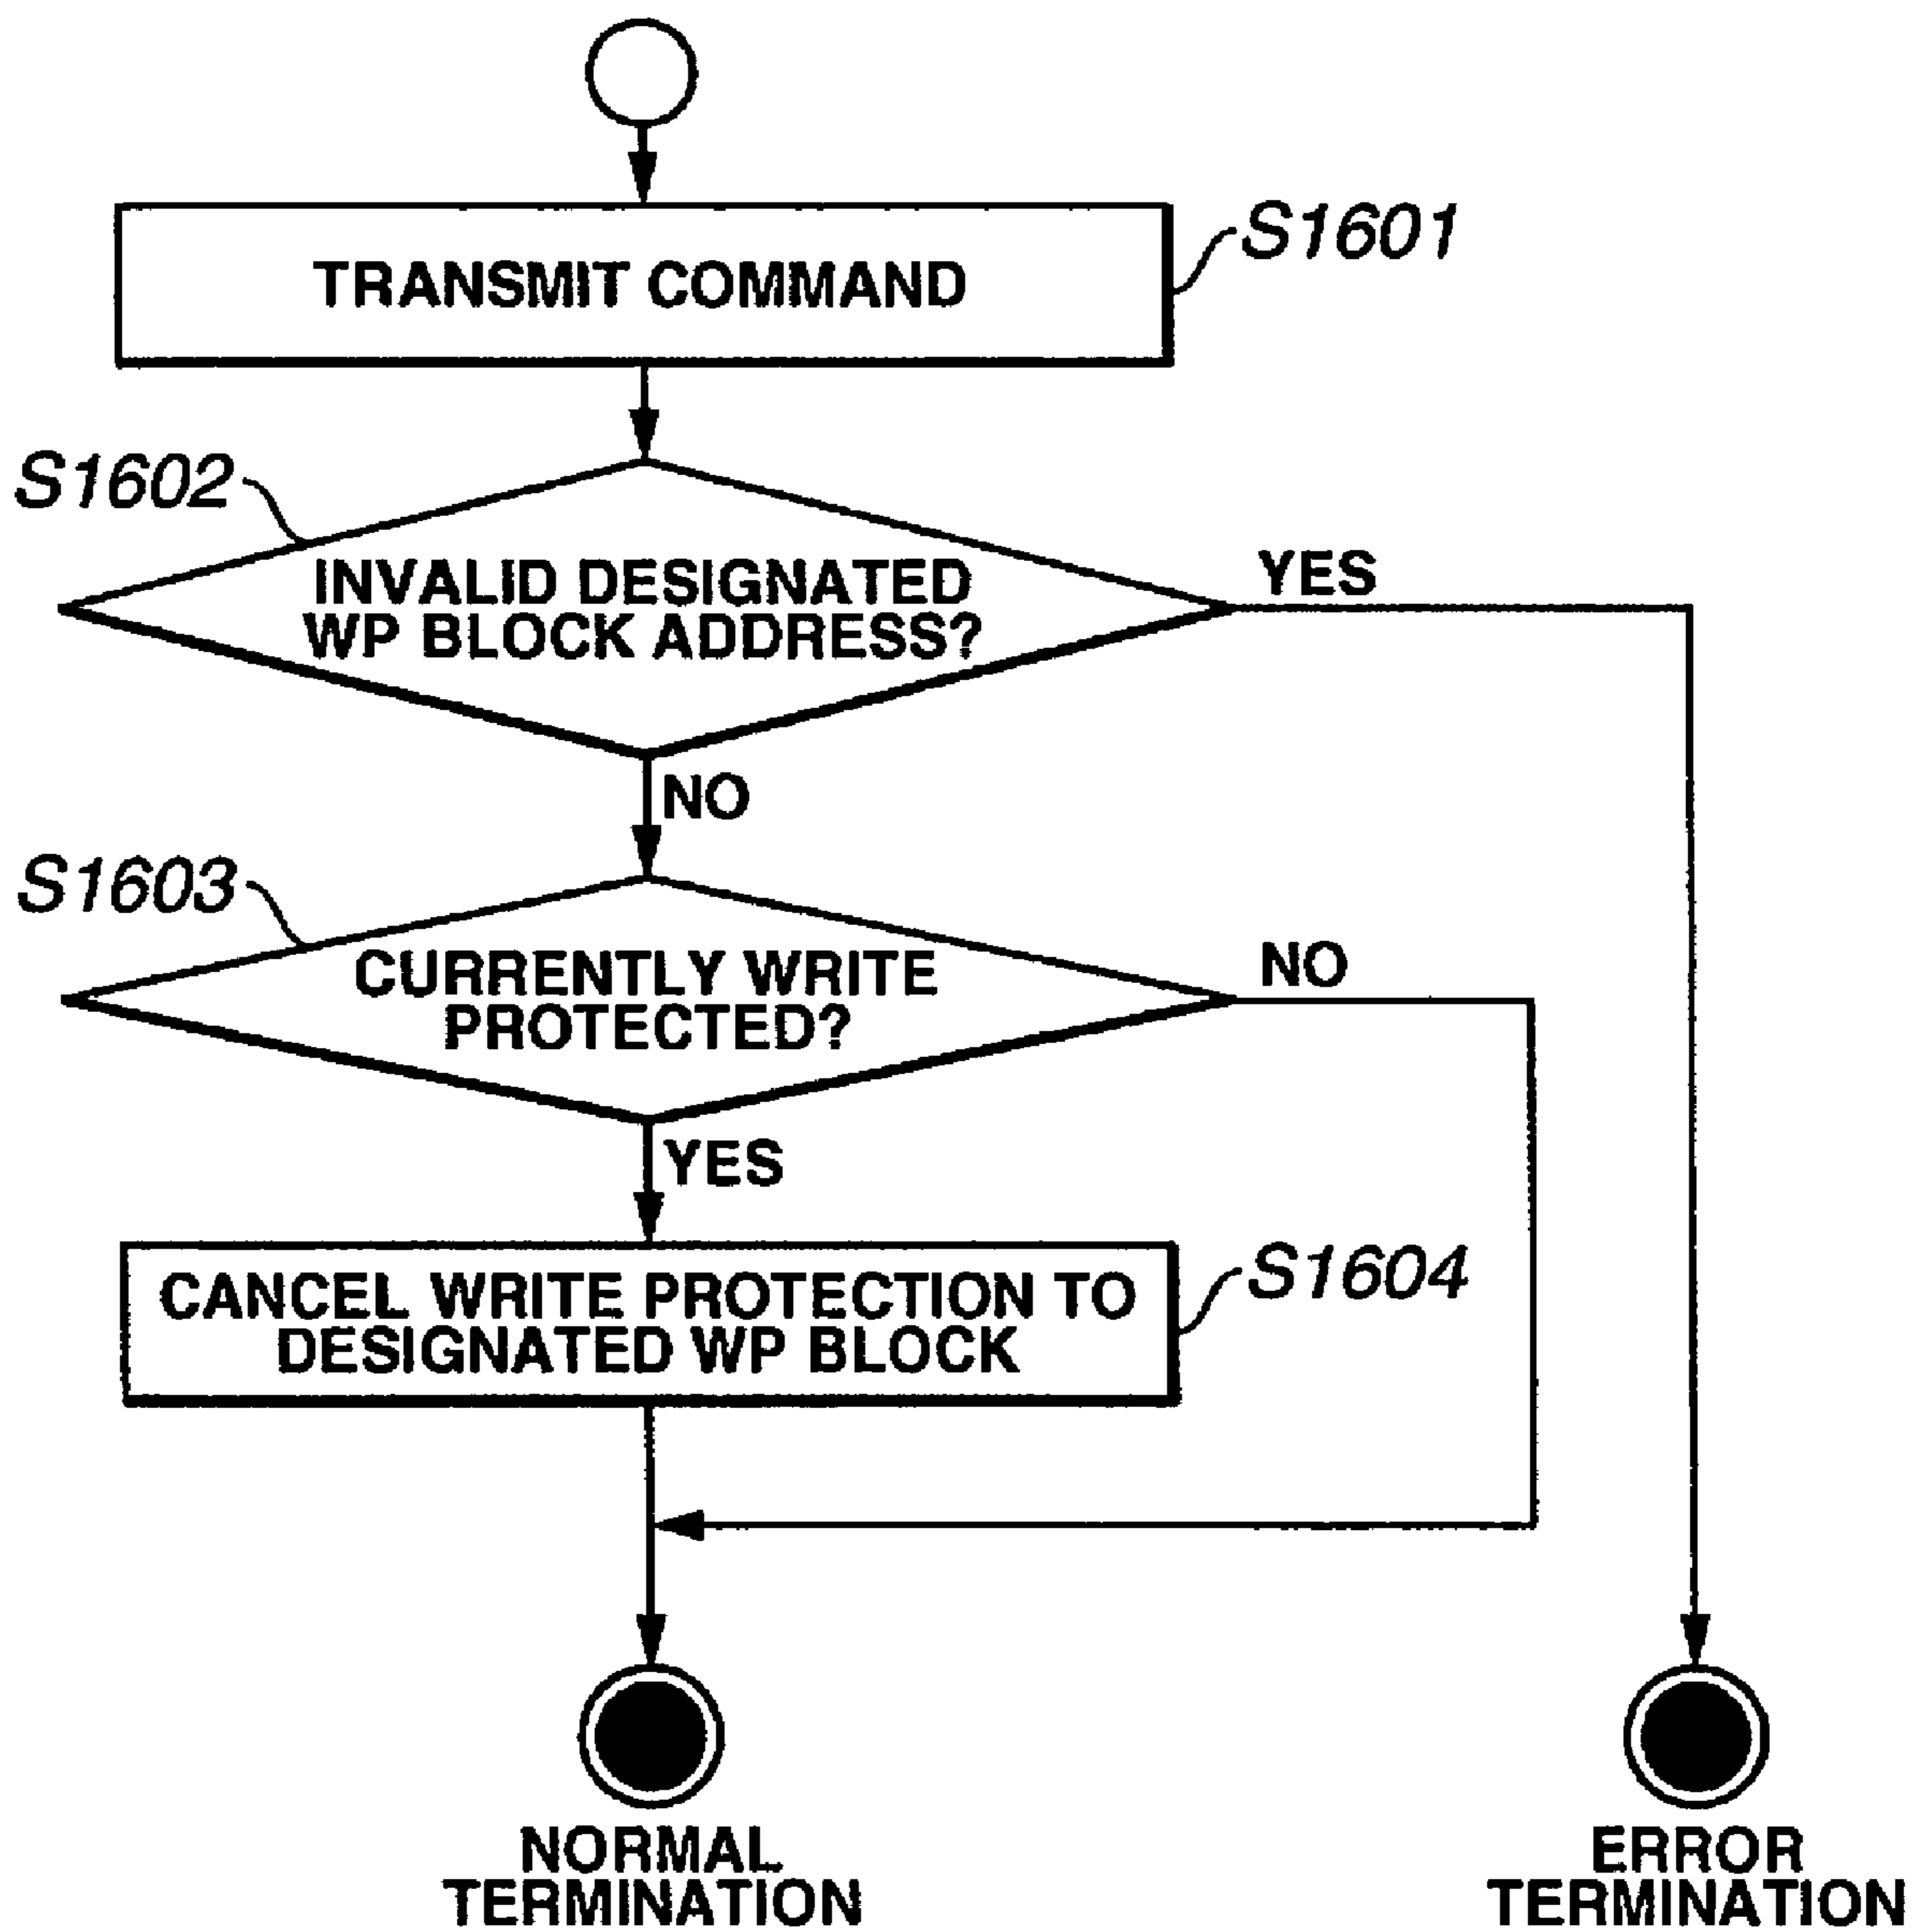 TRANSMIT COMMAND
S1601
S1602
INVALID DESIGNATED
WP BLOCK ADDRESS?
YES
NO
S1603
CURRENTLY WRITE
PROTECTED?
NO
YES
CANCEL WRITE PROTECTION TO
DESIGNATED WP BLOCK
S1604
NORMAL
TERMINATION
ERROR
TERMINATION